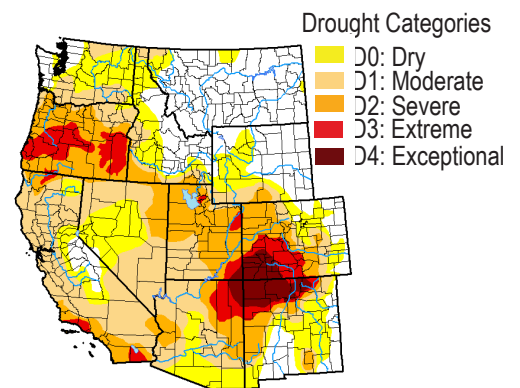 Drought Categories
D0: Dry
D1: Moderate
D2: Severe
D3: Extreme
D4: Exceptional